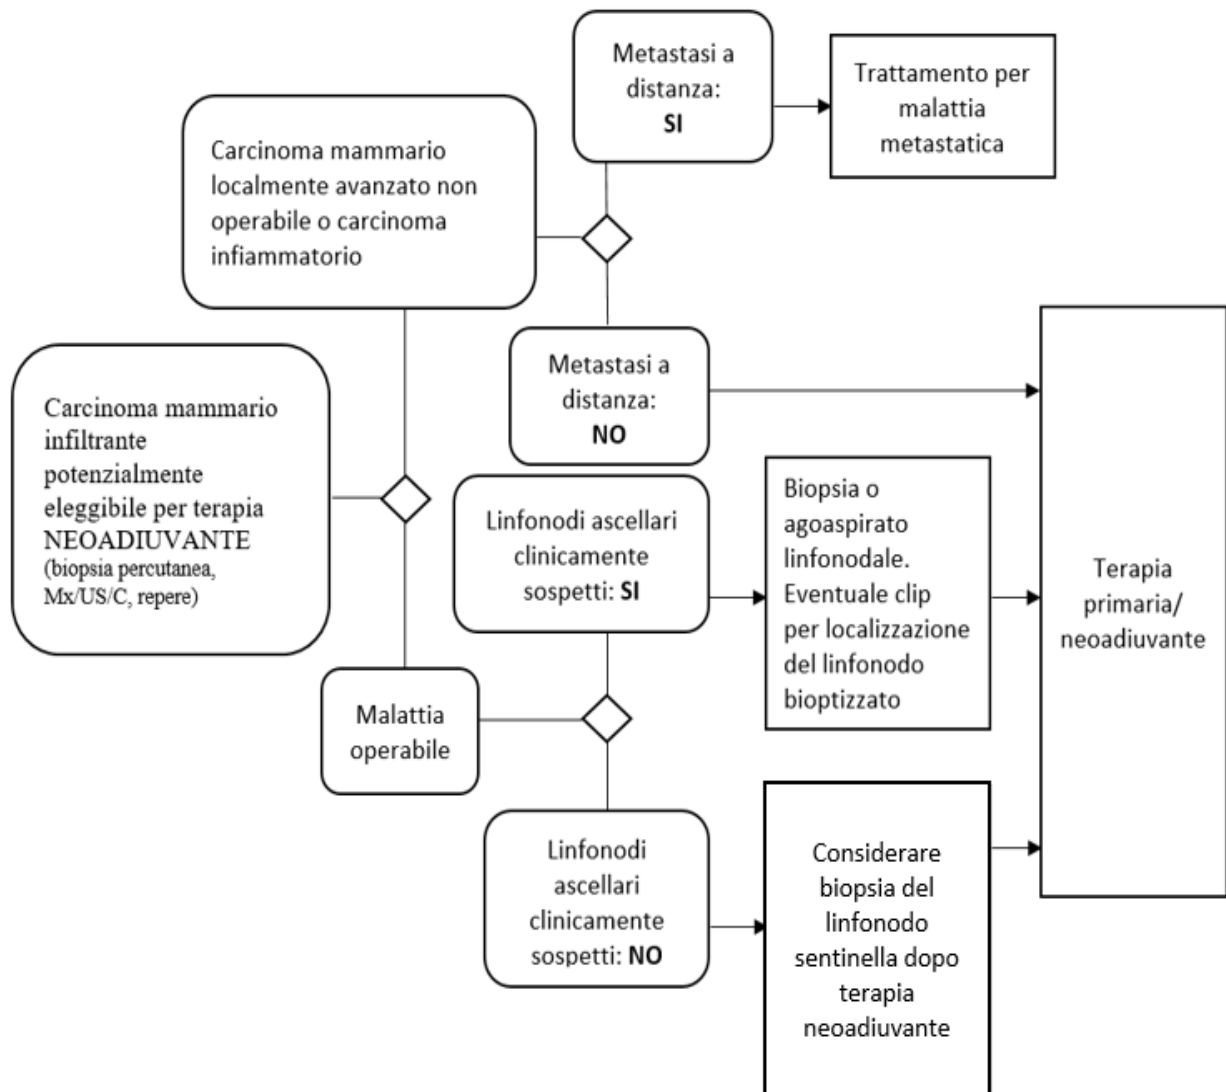 Metastasi a
distanza:
SI
Trattamento per
malattia
metastatica
Carcinoma mammario
localmente avanzato non
operabile o carcinoma
infiammatorio
Metastasi a
distanza:
NO
Carcinoma mammario
infiltrante
potenzialmente
eleggibile per terapia
NEOADIUVANTE
(biopsia percutanea,
Mx/US/C, repere)
Linfonodi ascellari
clinicamente
sospetti: SI
Biopsia o
agoaspirato
linfonodale.
Eventuale clip
per localizzazione
del linfonodo
bioptizzato
Terapia
primaria/
neoadiuvante
Malattia
operabile
Linfonodi
ascellari
clinicamente
sospetti: NO
Considerare
biopsia del
linfonodo
sentinella dopo
terapia
neoadiuvante